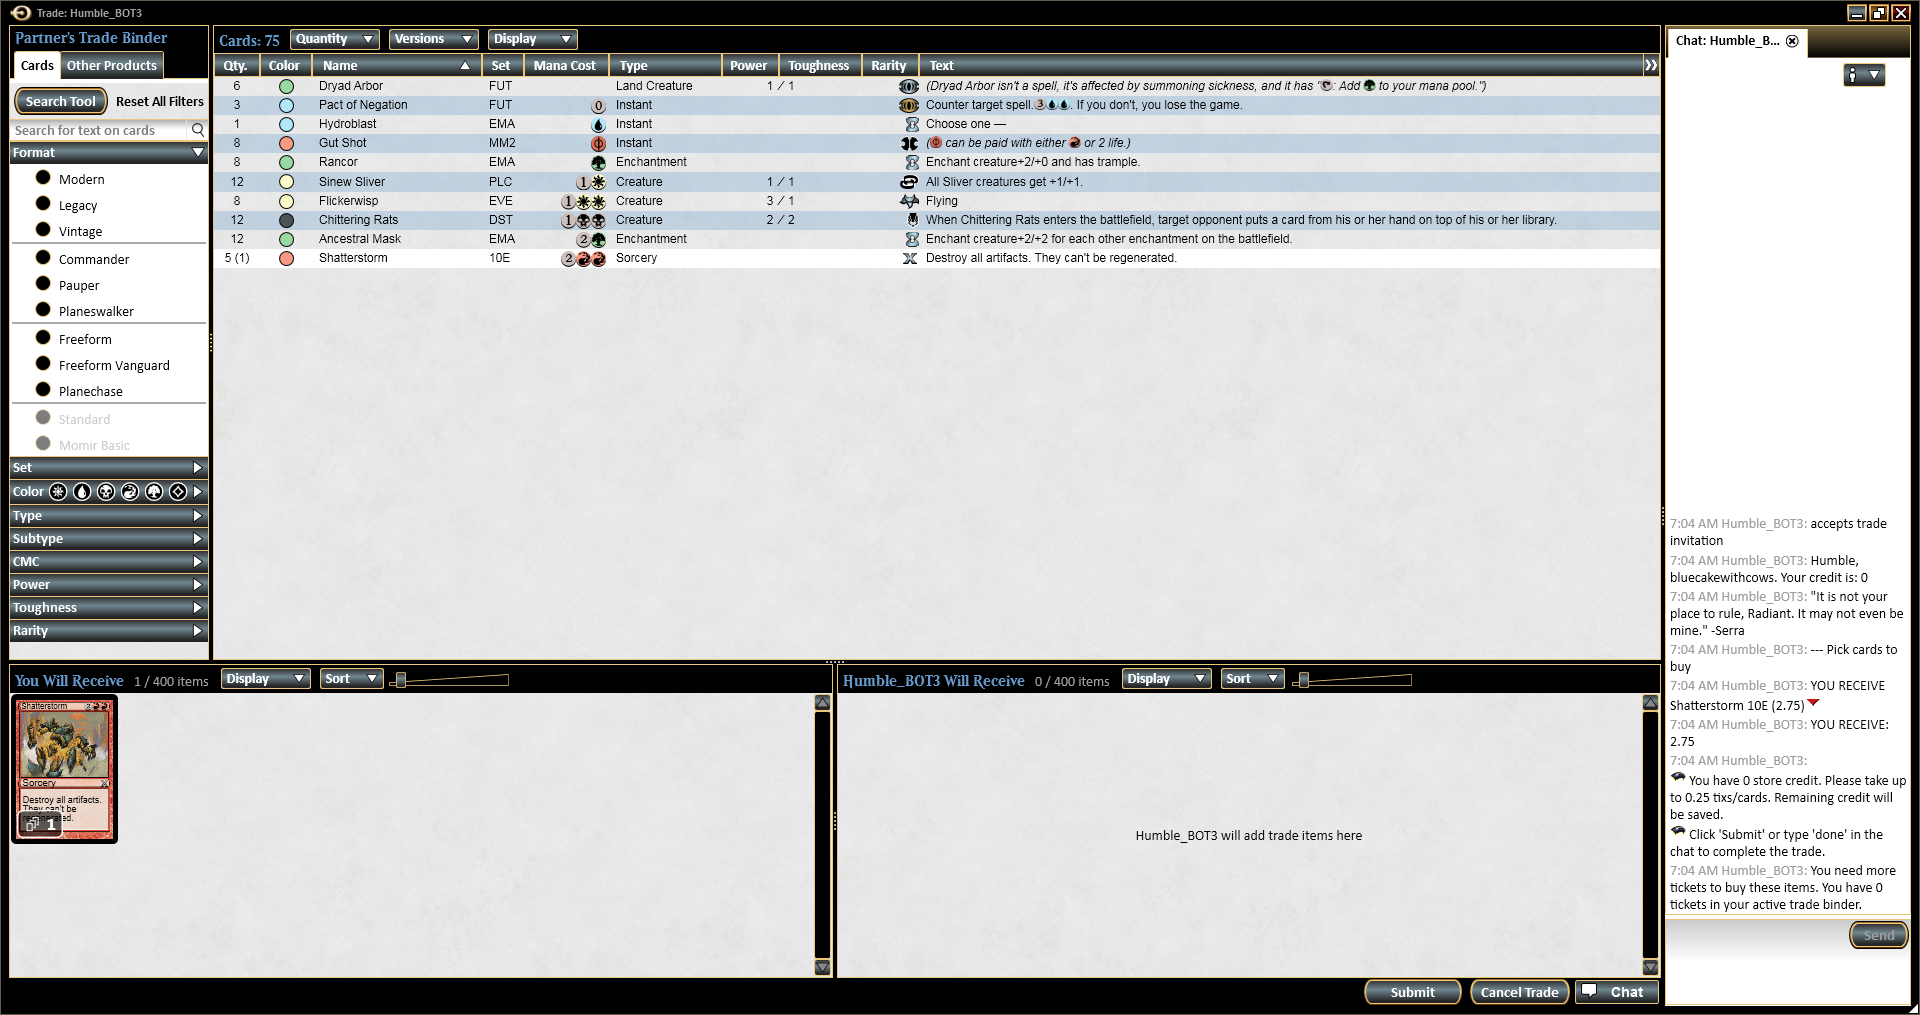 Trade: Humble_BOT3
Partner's Trade Binder
Cards Other Products
Search Tool Reset All Filters
Search for text on cards
Format
Modern
Legacy
Vintage
Commander
Pauper
Planeswalker
Freeform
Freeform Vanguard
Planechase
Standard
Momir Basic
Set
Color
Type
Subtype
CMC
Power
Toughness
Rarity
Cards: 75 Quantity Versions Display
Qty. Color Name Set Mana Cost Type Power Toughness Rarity Text
6 Dryad Arbor FUT Land Creature 1 / 1 (Dryad Arbor isn't a spell, it's affected by summoning sickness, and it has ": Add to your mana pool.")
3 Pact of Negation FUT 0 Instant Counter target spell.3. If you don't, you lose the game.
1 Hydroblast EMA Instant Choose one —
8 Gut Shot MM2 Instant ( can be paid with either or 2 life.)
8 Rancor EMA Enchantment Enchant creature+2/+0 and has trample.
12 Sinew Sliver PLC 1 Creature 1 / 1 All Sliver creatures get +1/+1.
8 Flickerwisp EVE 1 Creature 3 / 1 Flying
12 Chittering Rats DST 1 Creature 2 / 2 When Chittering Rats enters the battlefield, target opponent puts a card from his or her hand on top of his or her library.
12 Ancestral Mask EMA 2 Enchantment Enchant creature+2/+2 for each other enchantment on the battlefield.
5 (1) Shatterstorm 10E 2 Sorcery Destroy all artifacts. They can't be regenerated.
You Will Receive 1 / 400 items Display Sort
Shatterstorm 2
Sorcery
Destroy all artifacts.
They can't be
1
Humble_BOT3 Will Receive 0 / 400 items Display Sort
Humble_BOT3 will add trade items here
Chat: Humble_B...
7:04 AM Humble_BOT3: accepts trade
invitation
7:04 AM Humble_BOT3: Humble,
bluecakewithcows. Your credit is: 0
7:04 AM Humble_BOT3: "It is not your
place to rule, Radiant. It may not even be
mine." -Serra
7:04 AM Humble_BOT3: --- Pick cards to
buy
7:04 AM Humble_BOT3: YOU RECEIVE
Shatterstorm 10E (2.75)
7:04 AM Humble_BOT3: YOU RECEIVE:
2.75
7:04 AM Humble_BOT3:
You have 0 store credit. Please take up
to 0.25 tixs/cards. Remaining credit will
be saved.
Click 'Submit' or type 'done' in the
chat to complete the trade.
7:04 AM Humble_BOT3: You need more
tickets to buy these items. You have 0
tickets in your active trade binder.
Send
Submit Cancel Trade Chat